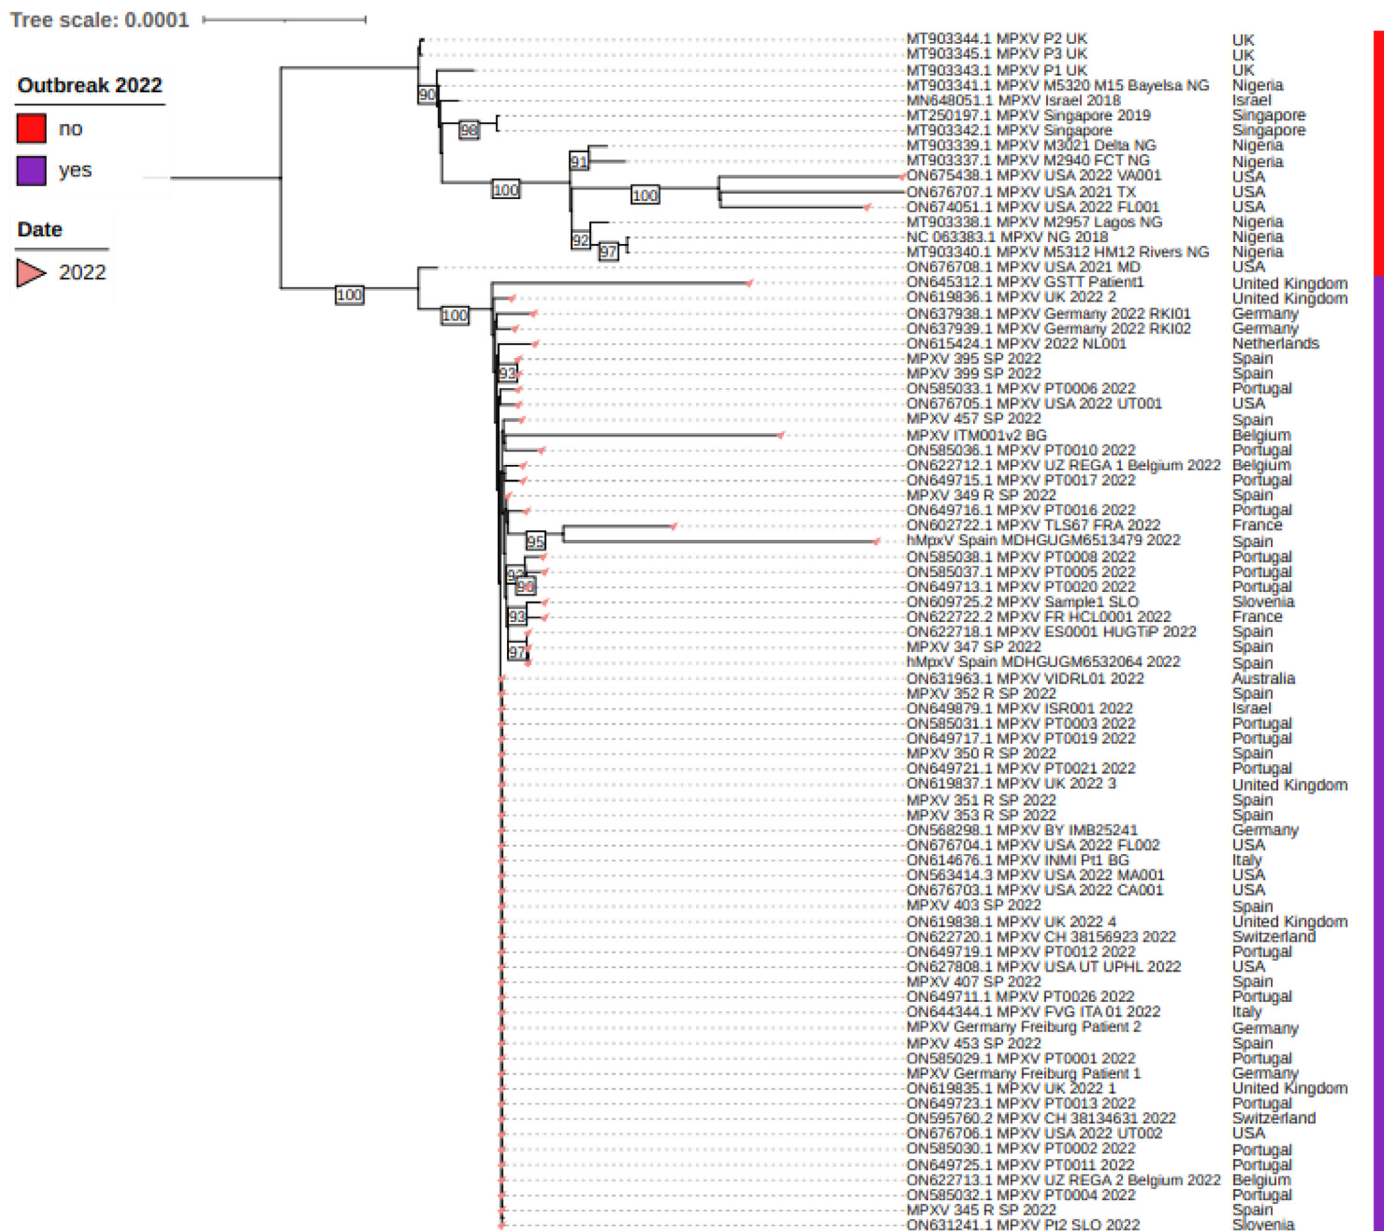 Tree scale: 0.0001
Outbreak 2022
no
yes
Date
2022
MT903344.1 MPXV P2 UK UK
MT903345.1 MPXV P3 UK UK
MT903343.1 MPXV P1 UK UK
90
MT903341.1 MPXV M5320 M15 Bayelsa NG Nigeria
MN648051.1 MPXV Israel 2018 Israel
MT250197.1 MPXV Singapore 2019 Singapore
98
MT903342.1 MPXV Singapore Singapore
MT903339.1 MPXV M3021 Delta NG Nigeria
91
MT903337.1 MPXV M2940 FCT NG Nigeria
ON675438.1 MPXV USA 2022 VA001 USA
100
100
ON676707.1 MPXV USA 2021 TX USA
ON674051.1 MPXV USA 2022 FL001 USA
MT903338.1 MPXV M2957 Lagos NG Nigeria
92
NC 063383.1 MPXV NG 2018 Nigeria
97
MT903340.1 MPXV M5312 HM12 Rivers NG Nigeria
ON676708.1 MPXV USA 2021 MD USA
ON645312.1 MPXV GSTT Patient1 United Kingdom
100
ON619836.1 MPXV UK 2022 2 United Kingdom
100
ON637938.1 MPXV Germany 2022 RKI01 Germany
ON637939.1 MPXV Germany 2022 RKI02 Germany
ON615424.1 MPXV 2022 NL001 Netherlands
MPXV 395 SP 2022 Spain
93
MPXV 399 SP 2022 Spain
ON585033.1 MPXV PT0006 2022 Portugal
ON676705.1 MPXV USA 2022 UT001 USA
MPXV 457 SP 2022 Spain
MPXV ITM001v2 BG Belgium
ON585036.1 MPXV PT0010 2022 Portugal
ON622712.1 MPXV UZ REGA 1 Belgium 2022 Belgium
ON649715.1 MPXV PT0017 2022 Portugal
MPXV 349 R SP 2022 Spain
ON649716.1 MPXV PT0016 2022 Portugal
ON602722.1 MPXV TLS67 FRA 2022 France
95
hMpxV Spain MDHGUGM6513479 2022 Spain
ON585038.1 MPXV PT0008 2022 Portugal
ON585037.1 MPXV PT0005 2022 Portugal
ON649713.1 MPXV PT0020 2022 Portugal
ON609725.2 MPXV Sample1 SLO Slovenia
93
ON622722.2 MPXV FR HCL0001 2022 France
ON622718.1 MPXV ES0001 HUGTiP 2022 Spain
97
MPXV 347 SP 2022 Spain
hMpxV Spain MDHGUGM6532064 2022 Spain
ON631963.1 MPXV VIDRL01 2022 Australia
MPXV 352 R SP 2022 Spain
ON649879.1 MPXV ISR001 2022 Israel
ON585031.1 MPXV PT0003 2022 Portugal
ON649717.1 MPXV PT0019 2022 Portugal
MPXV 350 R SP 2022 Spain
ON649721.1 MPXV PT0021 2022 Portugal
ON619837.1 MPXV UK 2022 3 United Kingdom
MPXV 351 R SP 2022 Spain
MPXV 353 R SP 2022 Spain
ON568298.1 MPXV BY IMB25241 Germany
ON676704.1 MPXV USA 2022 FL002 USA
ON614676.1 MPXV INMI Pt1 BG Italy
ON563414.3 MPXV USA 2022 MA001 USA
ON676703.1 MPXV USA 2022 CA001 USA
MPXV 403 SP 2022 Spain
ON619838.1 MPXV UK 2022 4 United Kingdom
ON622720.1 MPXV CH 38156923 2022 Switzerland
ON649719.1 MPXV PT0012 2022 Portugal
ON627808.1 MPXV USA UT UPHL 2022 USA
MPXV 407 SP 2022 Spain
ON649711.1 MPXV PT0026 2022 Portugal
ON644344.1 MPXV FVG ITA 01 2022 Italy
MPXV Germany Freiburg Patient 2 Germany
MPXV 453 SP 2022 Spain
ON585029.1 MPXV PT0001 2022 Portugal
MPXV Germany Freiburg Patient 1 Germany
ON619835.1 MPXV UK 2022 1 United Kingdom
ON649723.1 MPXV PT0013 2022 Portugal
ON595760.2 MPXV CH 38134631 2022 Switzerland
ON676706.1 MPXV USA 2022 UT002 USA
ON585030.1 MPXV PT0002 2022 Portugal
ON649725.1 MPXV PT0011 2022 Portugal
ON622713.1 MPXV UZ REGA 2 Belgium 2022 Belgium
ON585032.1 MPXV PT0004 2022 Portugal
MPXV 345 R SP 2022 Spain
ON631241.1 MPXV Pt2 SLO 2022 Slovenia